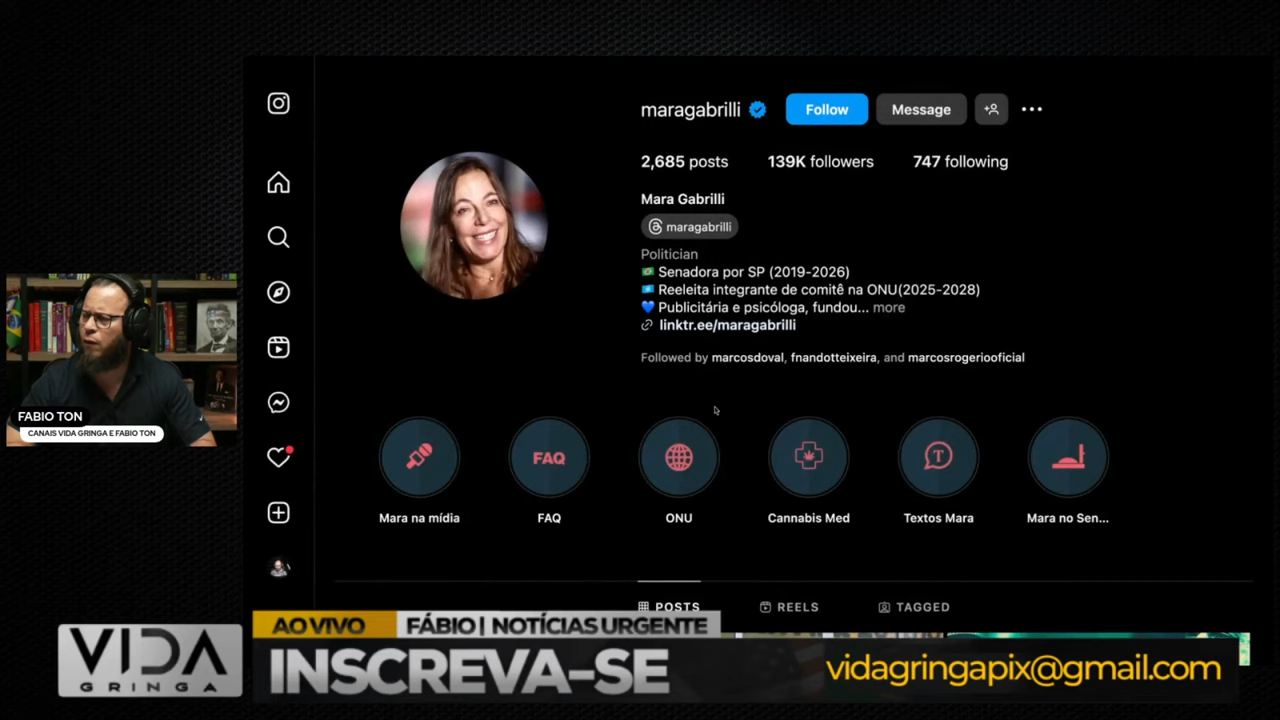 maragabrilli
Follow
Message
2,685 posts
139K followers
747 following
Mara Gabrilli
maragabrilli
Politician
Senadora por SP (2019-2026)
Reeleita integrante de comitê na ONU(2025-2028)
Publicitária e psicóloga, fundou... more
linktr.ee/maragabrilli
Followed by marcosdoval, fnandotteixeira, and marcosrogeriooficial
FABIO TON
CANAIS VIDA GRINGA E FABIO TON
FAQ
T
Mara na mídia
FAQ
ONU
Cannabis Med
Textos Mara
Mara no Sen...
POSTS
REELS
TAGGED
AO VIVO
FÁBIO | NOTÍCIAS URGENTE
VIDA
GRINGA
INSCREVA-SE
vidagringapix@gmail.com